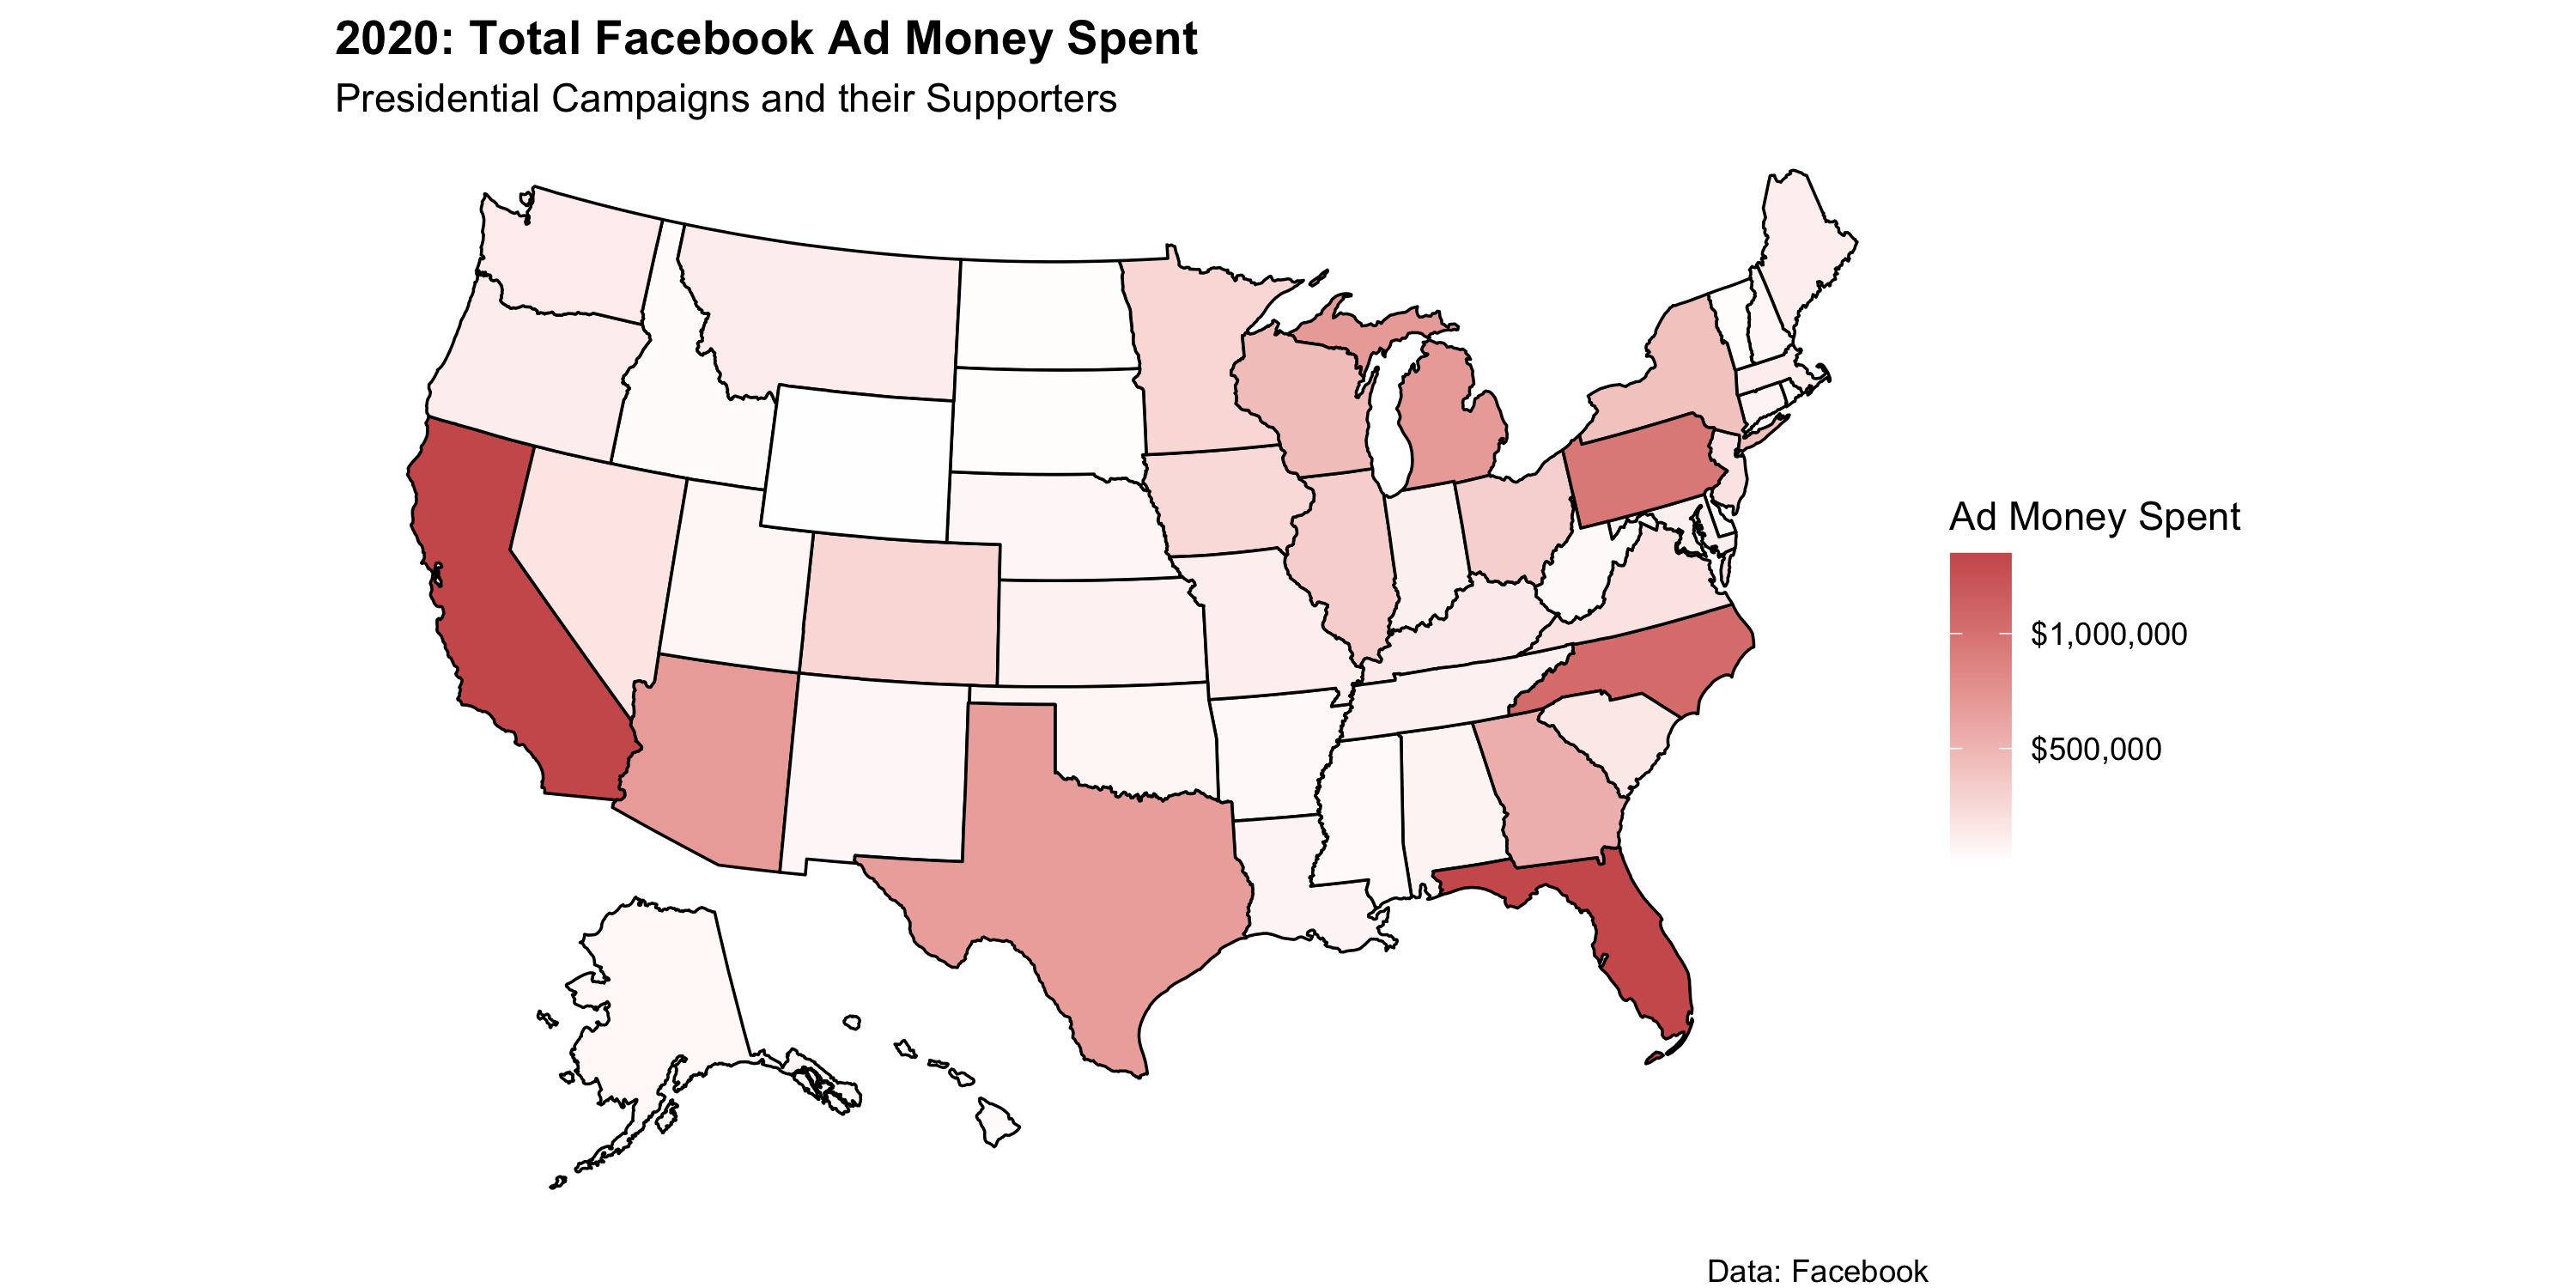 2020: Total Facebook Ad Money Spent
Presidential Campaigns and their Supporters
Ad Money Spent
$1,000,000
$500,000
Data: Facebook